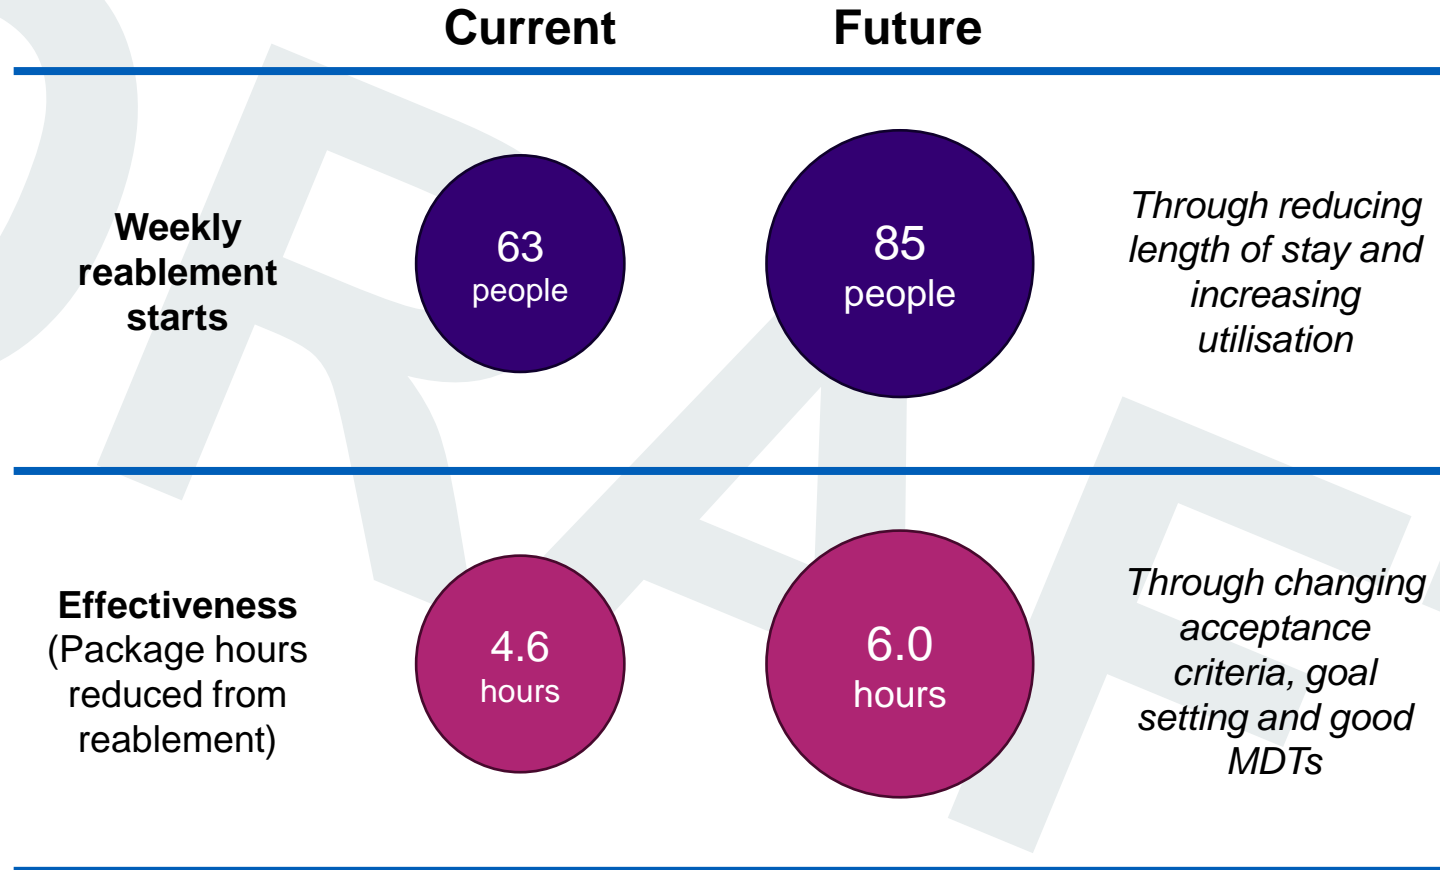 Current
Future
Weekly
reablement
starts
63
people
85
people
Through reducing
length of stay and
increasing
utilisation
Effectiveness
(Package hours
reduced from
reablement)
4.6
hours
6.0
hours
Through changing
acceptance
criteria, goal
setting and good
MDTs
DRAFT